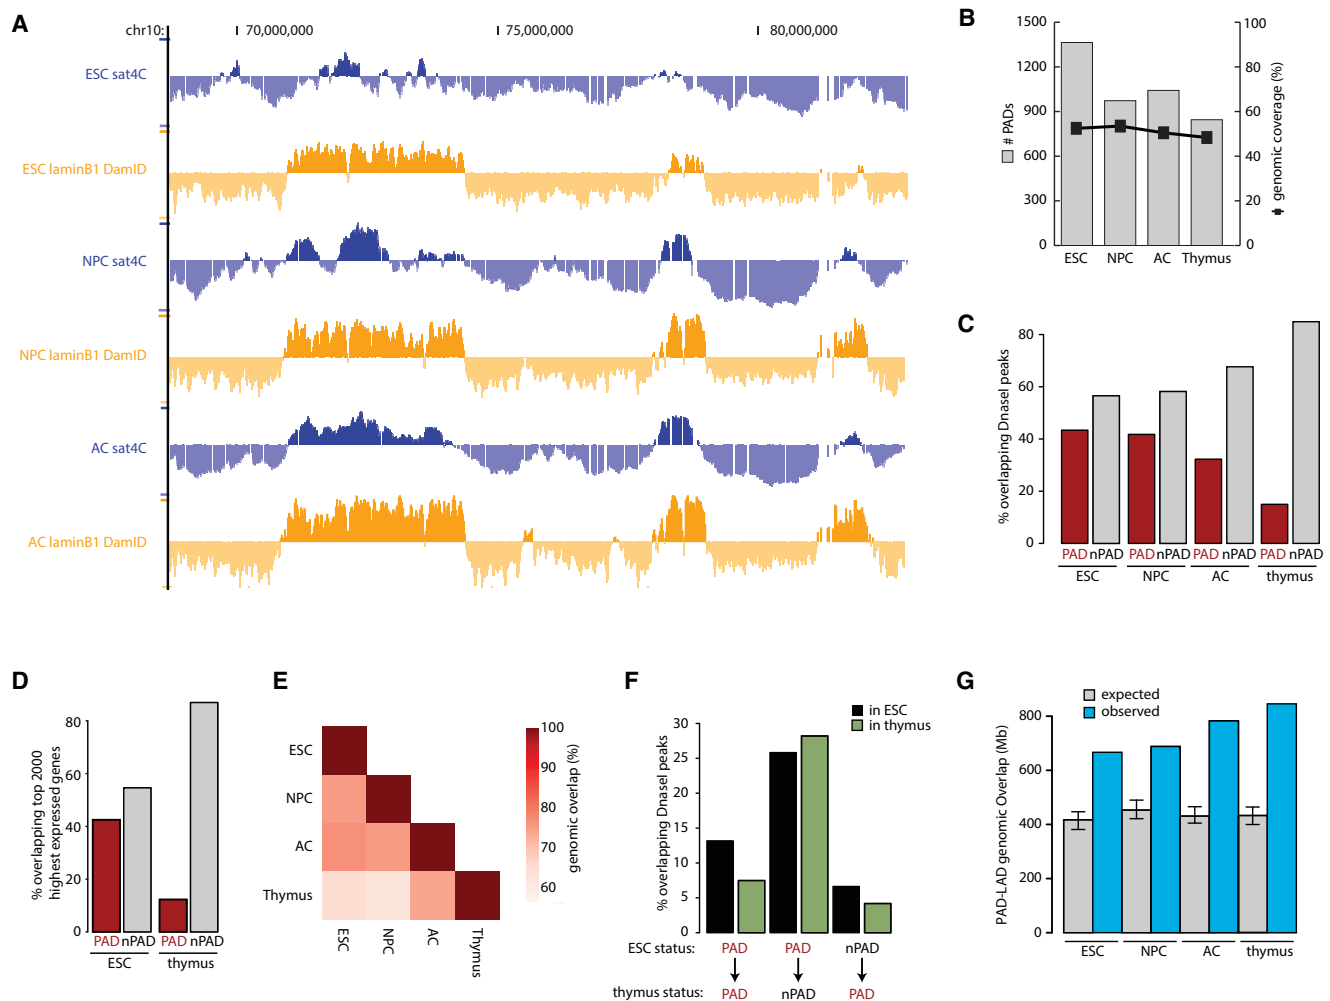 A
chr10:
70,000,000
75,000,000
80,000,000
ESC sat4C
ESC laminB1 DamID
NPC sat4C
NPC laminB1 DamID
AC sat4C
AC laminB1 DamID
B
1500
1200
900
600
300
0
# PADs
100
80
60
40
20
0
genomic coverage (%)
ESC NPC AC Thymus
C
80
60
40
20
0
% overlapping DnaseI peaks
PAD nPAD PAD nPAD PAD nPAD PAD nPAD
ESC NPC AC thymus
D
80
60
40
20
0
% overlapping top 2000
highest expressed genes
PAD nPAD PAD nPAD
ESC thymus
E
ESC
NPC
AC
Thymus
ESC
NPC
AC
Thymus
100
90
80
70
60
genomic overlap (%)
F
in ESC
in thymus
30
25
20
15
10
5
0
% overlapping DnaseI peaks
ESC status: PAD PAD nPAD
thymus status: PAD nPAD PAD
G
expected
observed
800
600
400
200
0
PAD-LAD genomic Overlap (Mb)
ESC NPC AC thymus